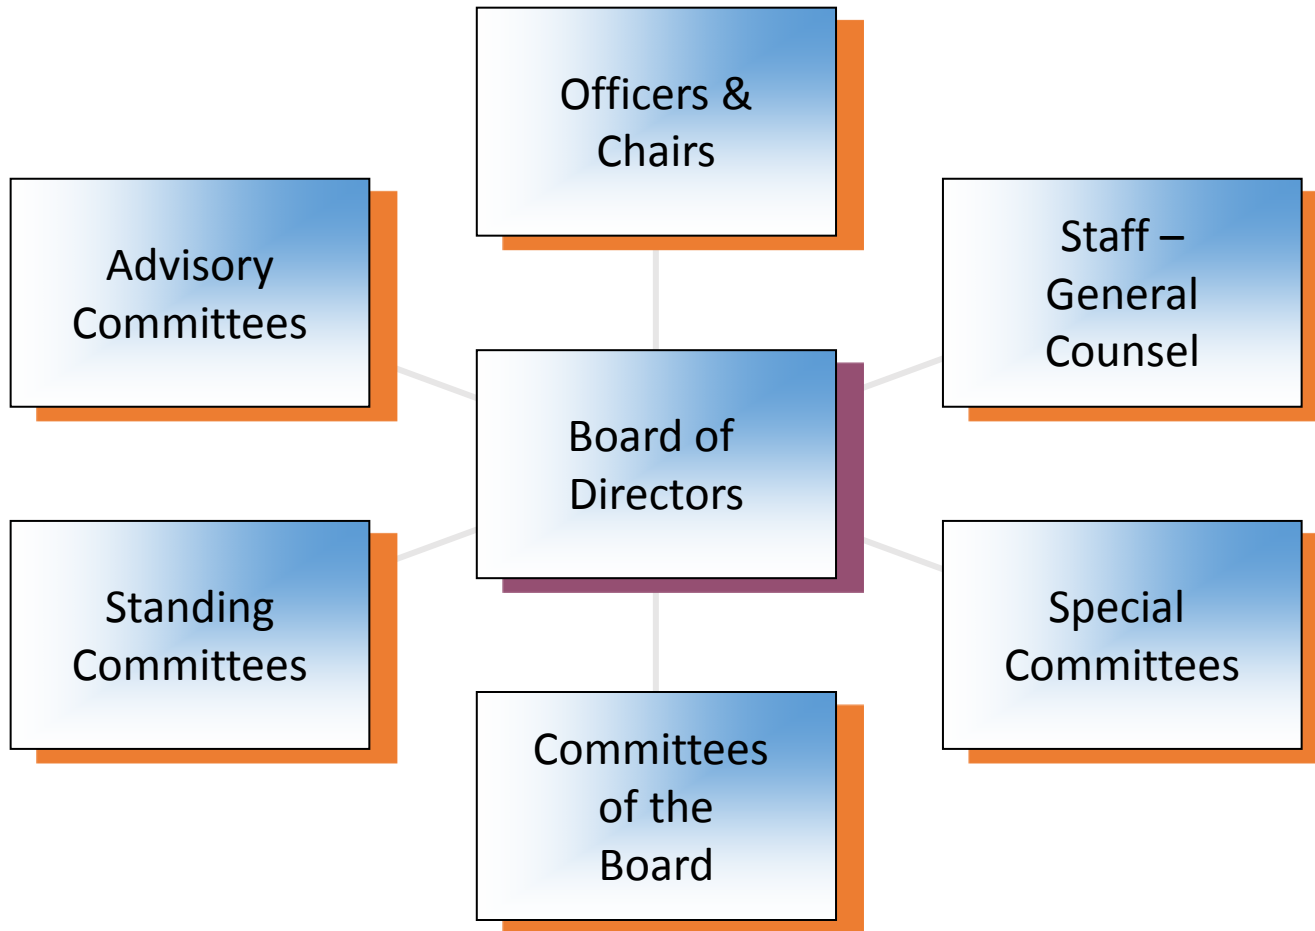 Officers &
Chairs
Advisory
Committees
Staff –
General
Counsel
Board of
Directors
Standing
Committees
Special
Committees
Committees
of the
Board